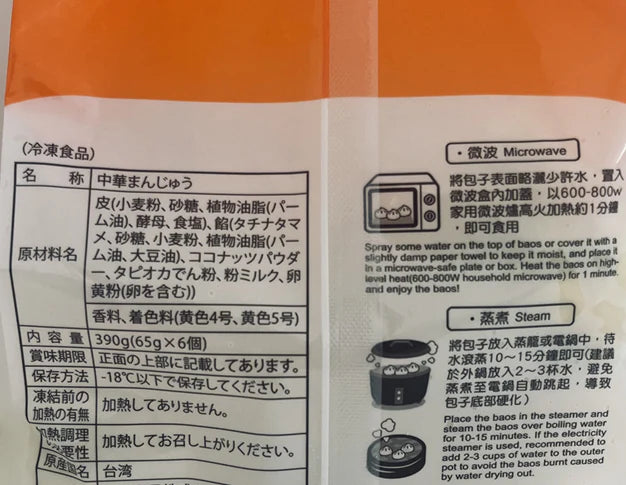 (冷凍食品)
名 称 中華まんじゅう
原材料名
皮(小麦粉、砂糖、植物油脂(パー
ム油)、酵母、食塩)、餡(タチナタマ
メ、砂糖、小麦粉、植物油脂(パー
ム油、大豆油)、ココナッツパウダ
ー、タピオカでん粉、粉ミルク、卵
黄粉(卵を含む))
香料、着色料(黄色4号、黄色5号)
内 容 量 390g(65g×6個)
賞味期限 正面の上部に記載してあります。
保存方法 -18℃以下で保存してください。
凍結前の
加熱の有無
加熱してありません。
加熱調理
の必要性
加熱してお召し上がりください。
原産国名 台湾
・微波 Microwave
將包子表面略灑少許水，置入
微波盒內加蓋，以600-800w
家用微波爐高火加熱約1分鐘
，即可食用
Spray some water on the top of baos or cover it with a
slightly damp paper towel to keep it moist, and place it
in a microwave-safe plate or box. Heat the baos on high-
level heat(600-800W household microwave) for 1 minute.
and enjoy the baos!
・蒸煮 Steam
將包子放入蒸籠或電鍋中，待
水滾蒸10～15分鐘即可(建議
於外鍋放入2～3杯水，避免
蒸煮至電鍋自動跳起，導致
包子底部硬化)
Place the baos in the steamer and
steam the baos over boiling water
for 10-15 minutes. If the electricity
steamer is used, recommended to
add 2-3 cups of water to the outer
pot to avoid the baos burnt caused
by water drying out.